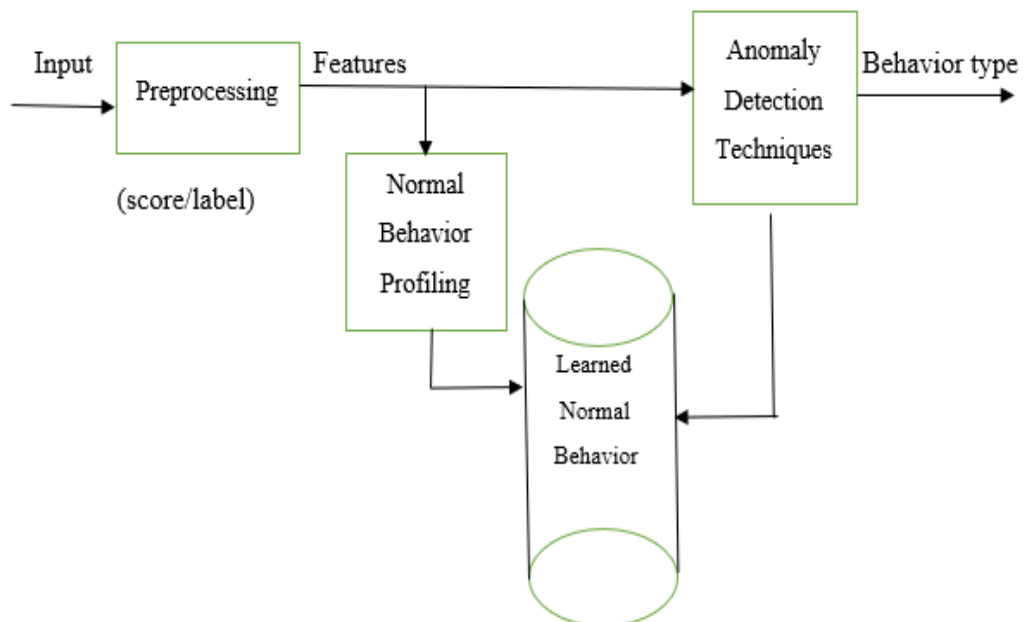 Input
Preprocessing
(score/label)
Features
Normal
Behavior
Profiling
Learned
Normal
Behavior
Anomaly
Detection
Techniques
Behavior type